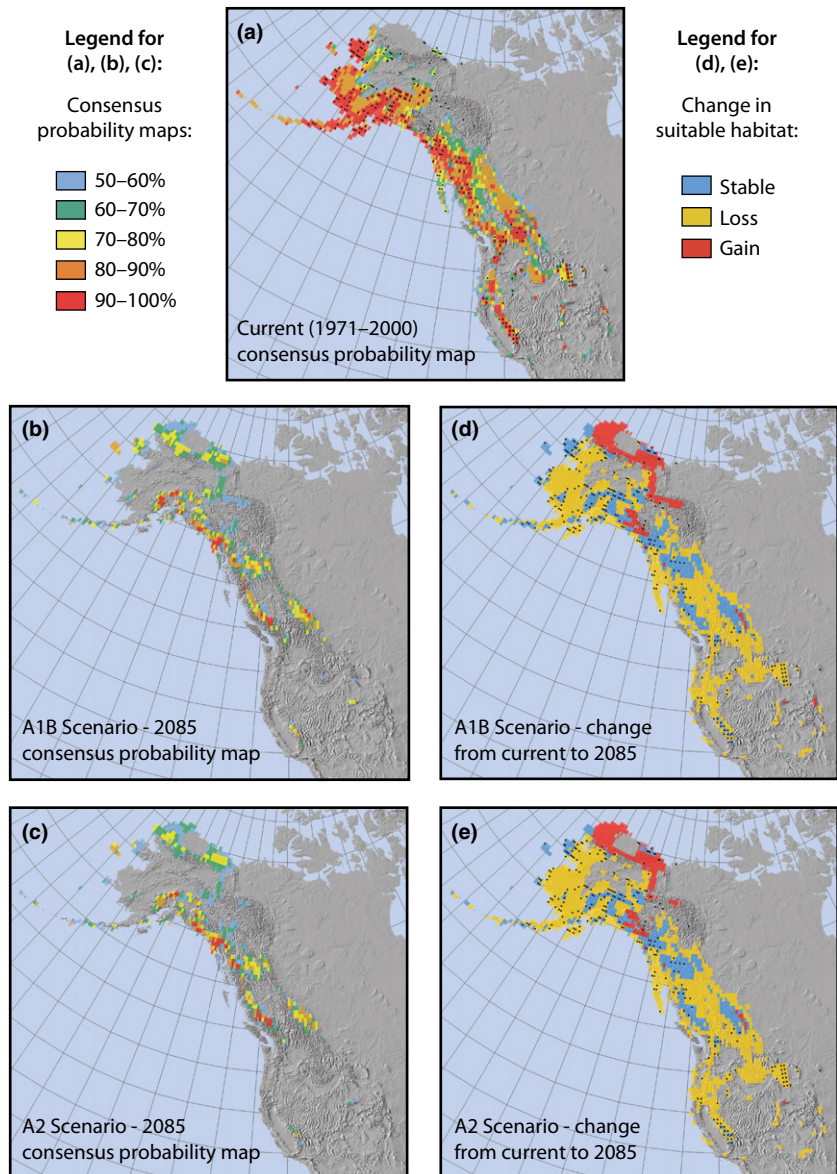 Legend for
(a), (b), (c):
Consensus
probability maps:
50–60%
60–70%
70–80%
80–90%
90–100%
(a)
Current (1971–2000)
consensus probability map
Legend for
(d), (e):
Change in
suitable habitat:
Stable
Loss
Gain
(b)
A1B Scenario - 2085
consensus probability map
(d)
A1B Scenario - change
from current to 2085
(c)
A2 Scenario - 2085
consensus probability map
(e)
A2 Scenario - change
from current to 2085